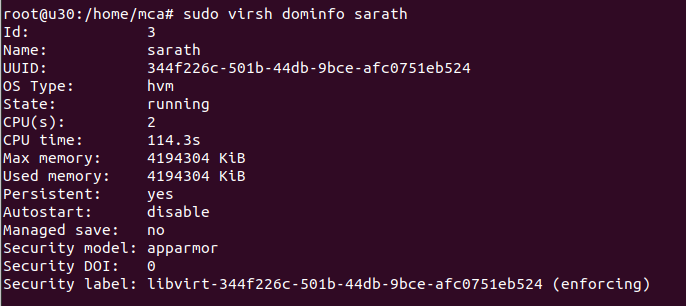 root@u30:/home/mca# sudo virsh dominfo sarath
Id:             3
Name:           sarath
UUID:           344f226c-501b-44db-9bce-afc0751eb524
OS Type:        hvm
State:          running
CPU(s):         2
CPU time:       114.3s
Max memory:     4194304 KiB
Used memory:    4194304 KiB
Persistent:     yes
Autostart:      disable
Managed save:   no
Security model: apparmor
Security DOI:   0
Security label: libvirt-344f226c-501b-44db-9bce-afc0751eb524 (enforcing)